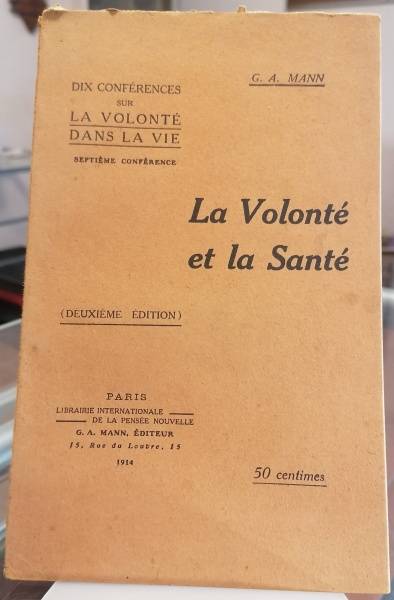 DIX CONFÉRENCES
SUR
LA VOLONTÉ
DANS LA VIE
SEPTIÈME CONFÉRENCE
G. A. MANN
La Volonté
et la Santé
(DEUXIÈME ÉDITION)
PARIS
LIBRAIRIE INTERNATIONALE
DE LA PENSÉE NOUVELLE
G. A. MANN, ÉDITEUR
15, Rue du Louvre, 15
1914
50 centimes